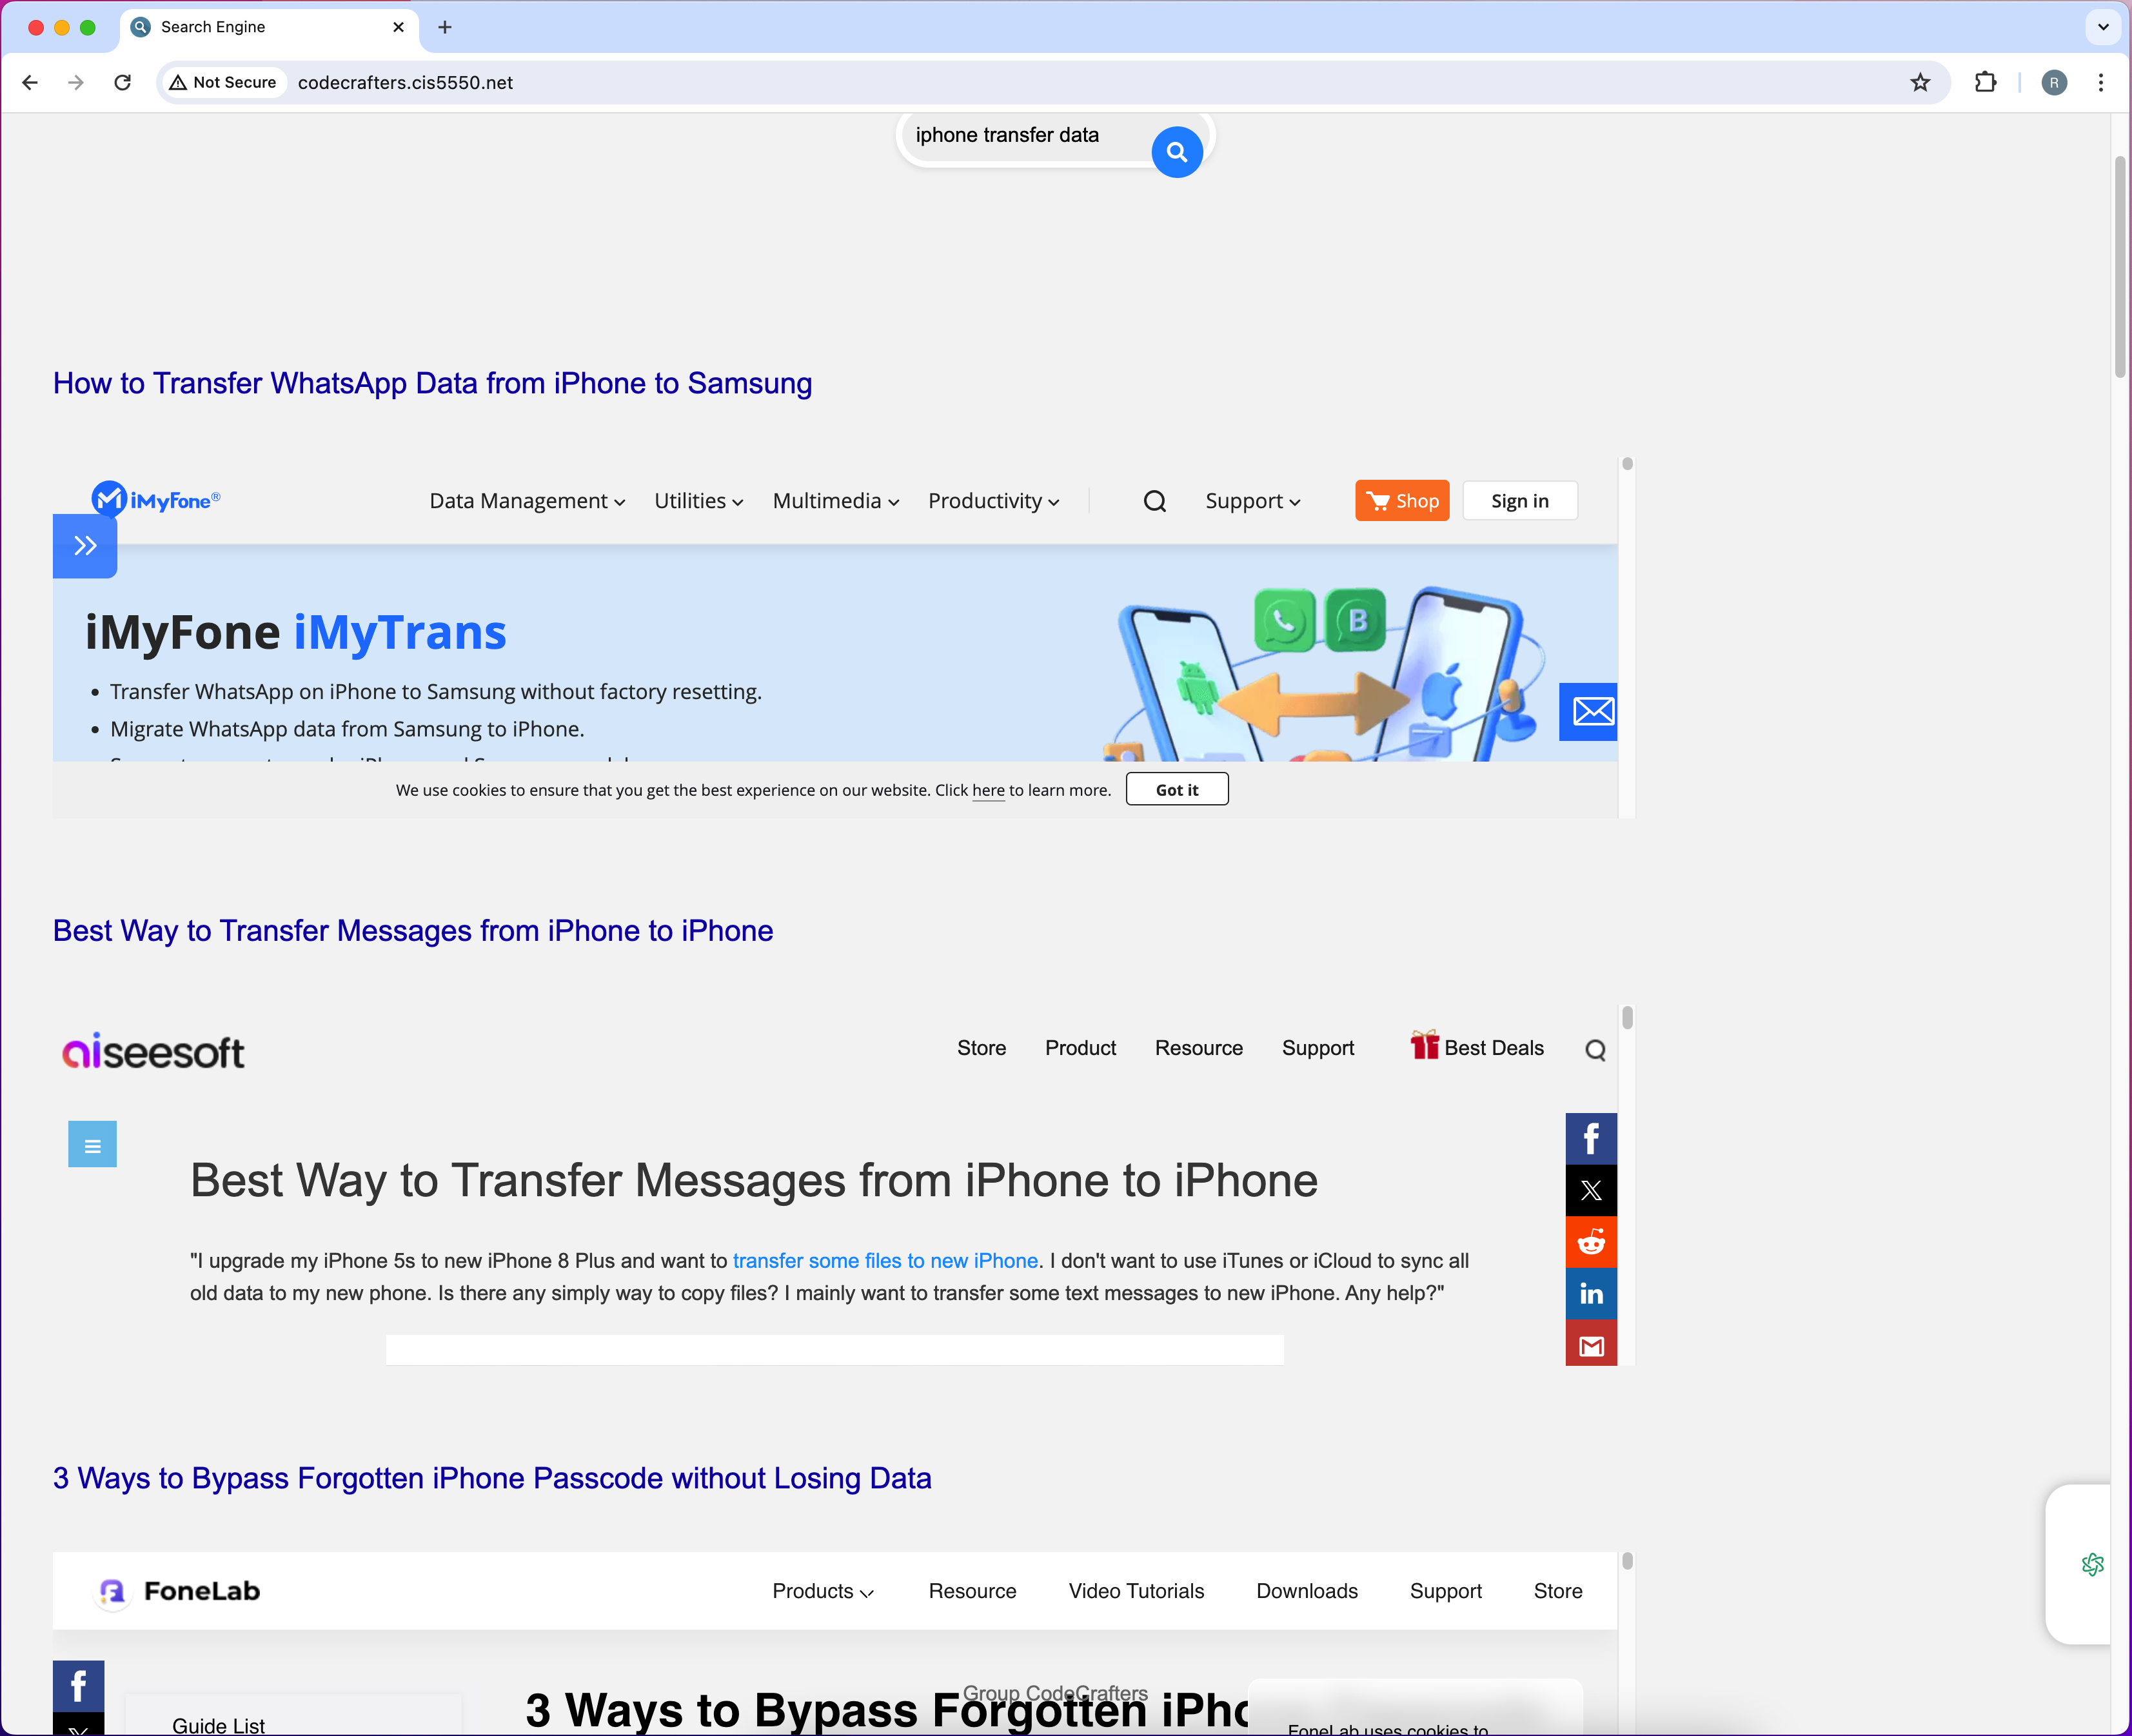 Search Engine
Not Secure
codecrafters.cis5550.net
R
iphone transfer data
How to Transfer WhatsApp Data from iPhone to Samsung
iMyFone®
Data Management
Utilities
Multimedia
Productivity
Support
Shop
Sign in
iMyFone iMyTrans
Transfer WhatsApp on iPhone to Samsung without factory resetting.
Migrate WhatsApp data from Samsung to iPhone.
B
We use cookies to ensure that you get the best experience on our website. Click here to learn more.
Got it
Best Way to Transfer Messages from iPhone to iPhone
aiseesoft
Store
Product
Resource
Support
Best Deals
Best Way to Transfer Messages from iPhone to iPhone
"I upgrade my iPhone 5s to new iPhone 8 Plus and want to transfer some files to new iPhone. I don't want to use iTunes or iCloud to sync all
old data to my new phone. Is there any simply way to copy files? I mainly want to transfer some text messages to new iPhone. Any help?"
3 Ways to Bypass Forgotten iPhone Passcode without Losing Data
FoneLab
Products
Resource
Video Tutorials
Downloads
Support
Store
Group CodeCrafters
3 Ways to Bypass Forgotten iPho
Guide List
FoneLab uses cookies to